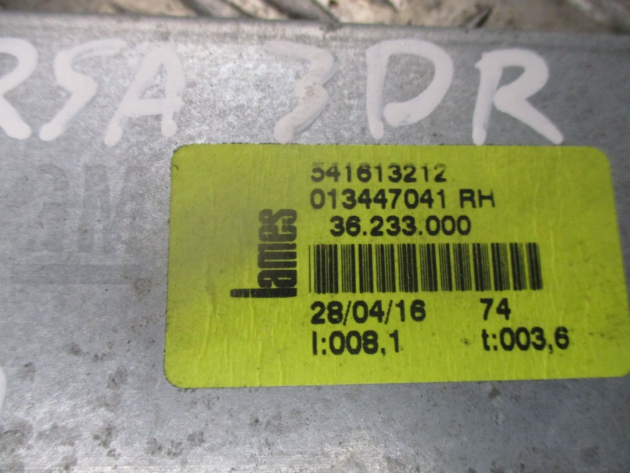 RSA 3DR
541613212
013447041 RH
36.233.000
lames
28/04/16 74
I:008,1 t:003,6